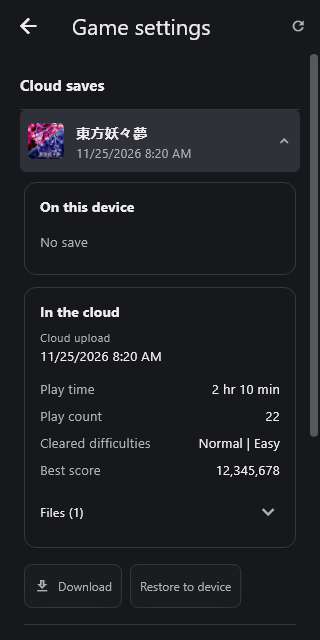 Game settings
Cloud saves
東方妖々夢
11/25/2026 8:20 AM
On this device
No save
In the cloud
Cloud upload
11/25/2026 8:20 AM
Play time 2 hr 10 min
Play count 22
Cleared difficulties Normal | Easy
Best score 12,345,678
Files (1)
Download Restore to device